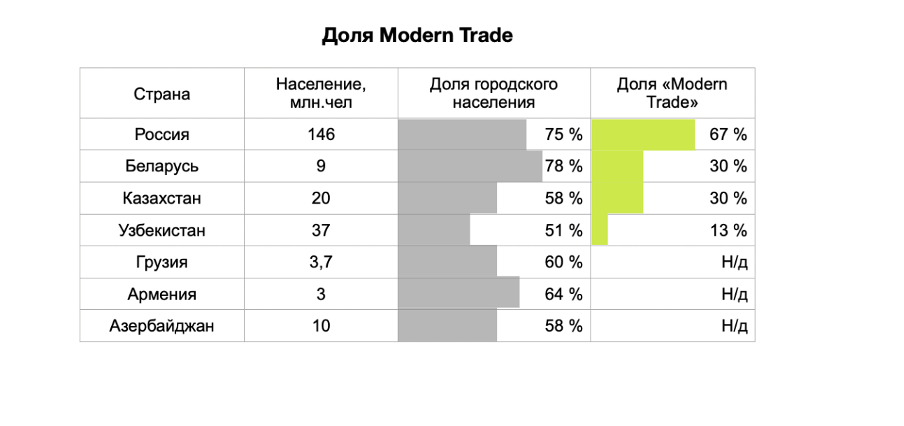 Доля Modern Trade
Страна
Население,
млн.чел
Доля городского
населения
Доля «Modern
Trade»
Россия 146 75 % 67 %
Беларусь 9 78 % 30 %
Казахстан 20 58 % 30 %
Узбекистан 37 51 % 13 %
Грузия 3,7 60 % Н/д
Армения 3 64 % Н/д
Азербайджан 10 58 % Н/д